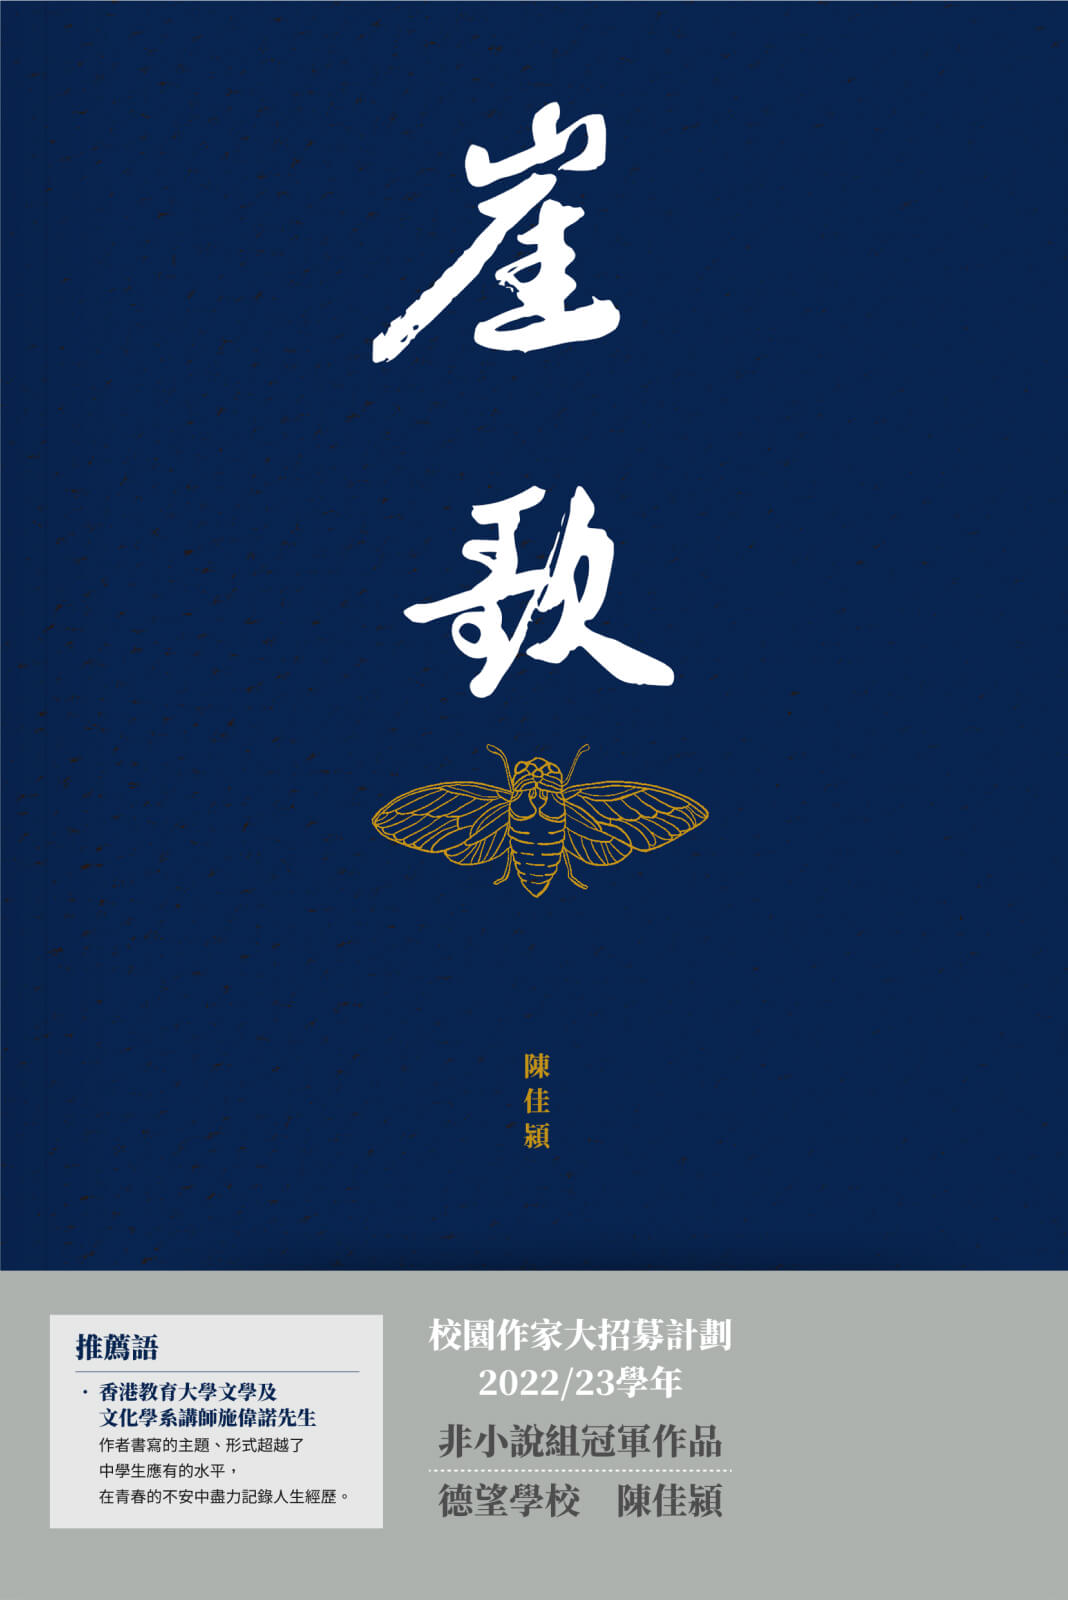 崖
歌
陳佳潁
推薦語
・香港教育大學文學及
文化學系講師施偉諾先生
作者書寫的主題、形式超越了
中學生應有的水平，
在青春的不安中盡力記錄人生經歷。
校園作家大招募計劃
2022/23學年
非小說組冠軍作品
德望學校　陳佳潁